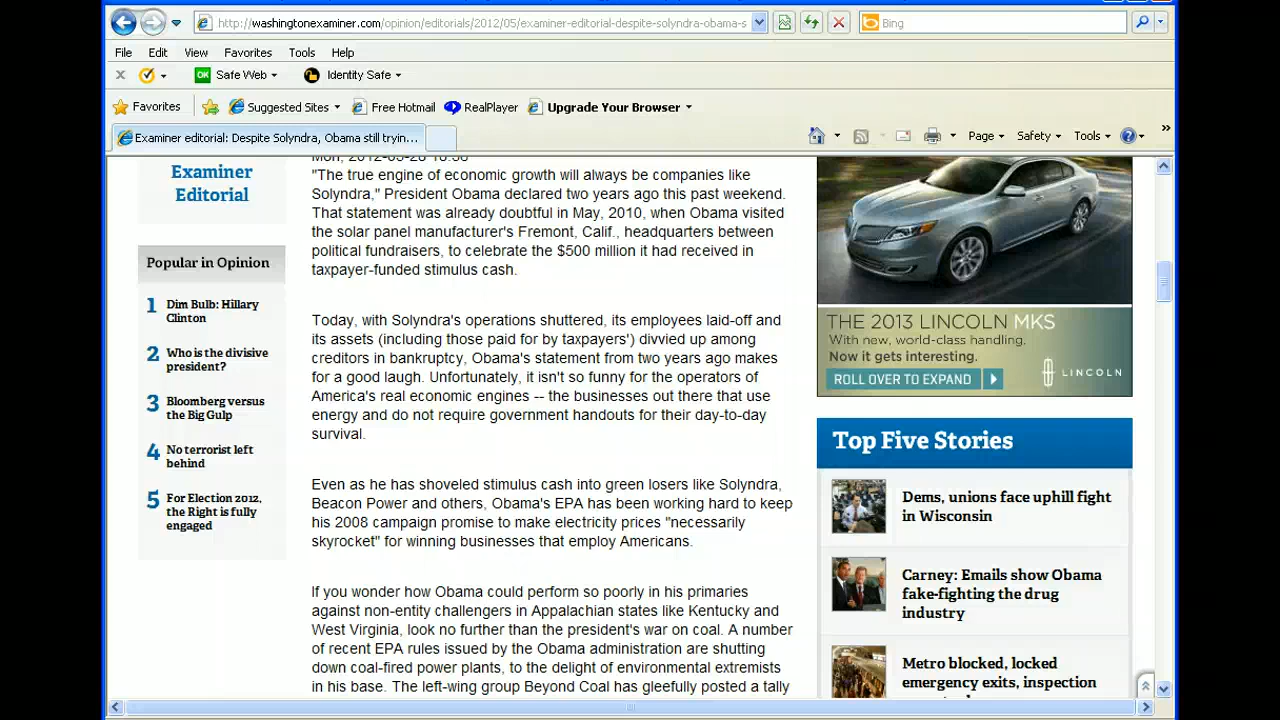 http://washingtonexaminer.com/opinion/editorials/2012/05/examiner-editorial-despite-solyndra-obama-s
Bing
File Edit View Favorites Tools Help
OK Safe Web Identity Safe
Favorites Suggested Sites Free Hotmail RealPlayer Upgrade Your Browser
Examiner editorial: Despite Solyndra, Obama still tryin...
Page Safety Tools
Examiner
Editorial
Popular in Opinion
1 Dim Bulb: Hillary
Clinton
2 Who is the divisive
president?
3 Bloomberg versus
the Big Gulp
4 No terrorist left
behind
5 For Election 2012,
the Right is fully
engaged
"The true engine of economic growth will always be companies like
Solyndra," President Obama declared two years ago this past weekend.
That statement was already doubtful in May, 2010, when Obama visited
the solar panel manufacturer's Fremont, Calif., headquarters between
political fundraisers, to celebrate the $500 million it had received in
taxpayer-funded stimulus cash.
Today, with Solyndra's operations shuttered, its employees laid-off and
its assets (including those paid for by taxpayers') divvied up among
creditors in bankruptcy, Obama's statement from two years ago makes
for a good laugh. Unfortunately, it isn't so funny for the operators of
America's real economic engines -- the businesses out there that use
energy and do not require government handouts for their day-to-day
survival.
Even as he has shoveled stimulus cash into green losers like Solyndra,
Beacon Power and others, Obama's EPA has been working hard to keep
his 2008 campaign promise to make electricity prices "necessarily
skyrocket" for winning businesses that employ Americans.
If you wonder how Obama could perform so poorly in his primaries
against non-entity challengers in Appalachian states like Kentucky and
West Virginia, look no further than the president's war on coal. A number
of recent EPA rules issued by the Obama administration are shutting
down coal-fired power plants, to the delight of environmental extremists
in his base. The left-wing group Beyond Coal has gleefully posted a tally
THE 2013 LINCOLN MKS
With new, world-class handling.
Now it gets interesting.
ROLL OVER TO EXPAND
LINCOLN
Top Five Stories
Dems, unions face uphill fight
in Wisconsin
Carney: Emails show Obama
fake-fighting the drug
industry
Metro blocked, locked
emergency exits, inspection